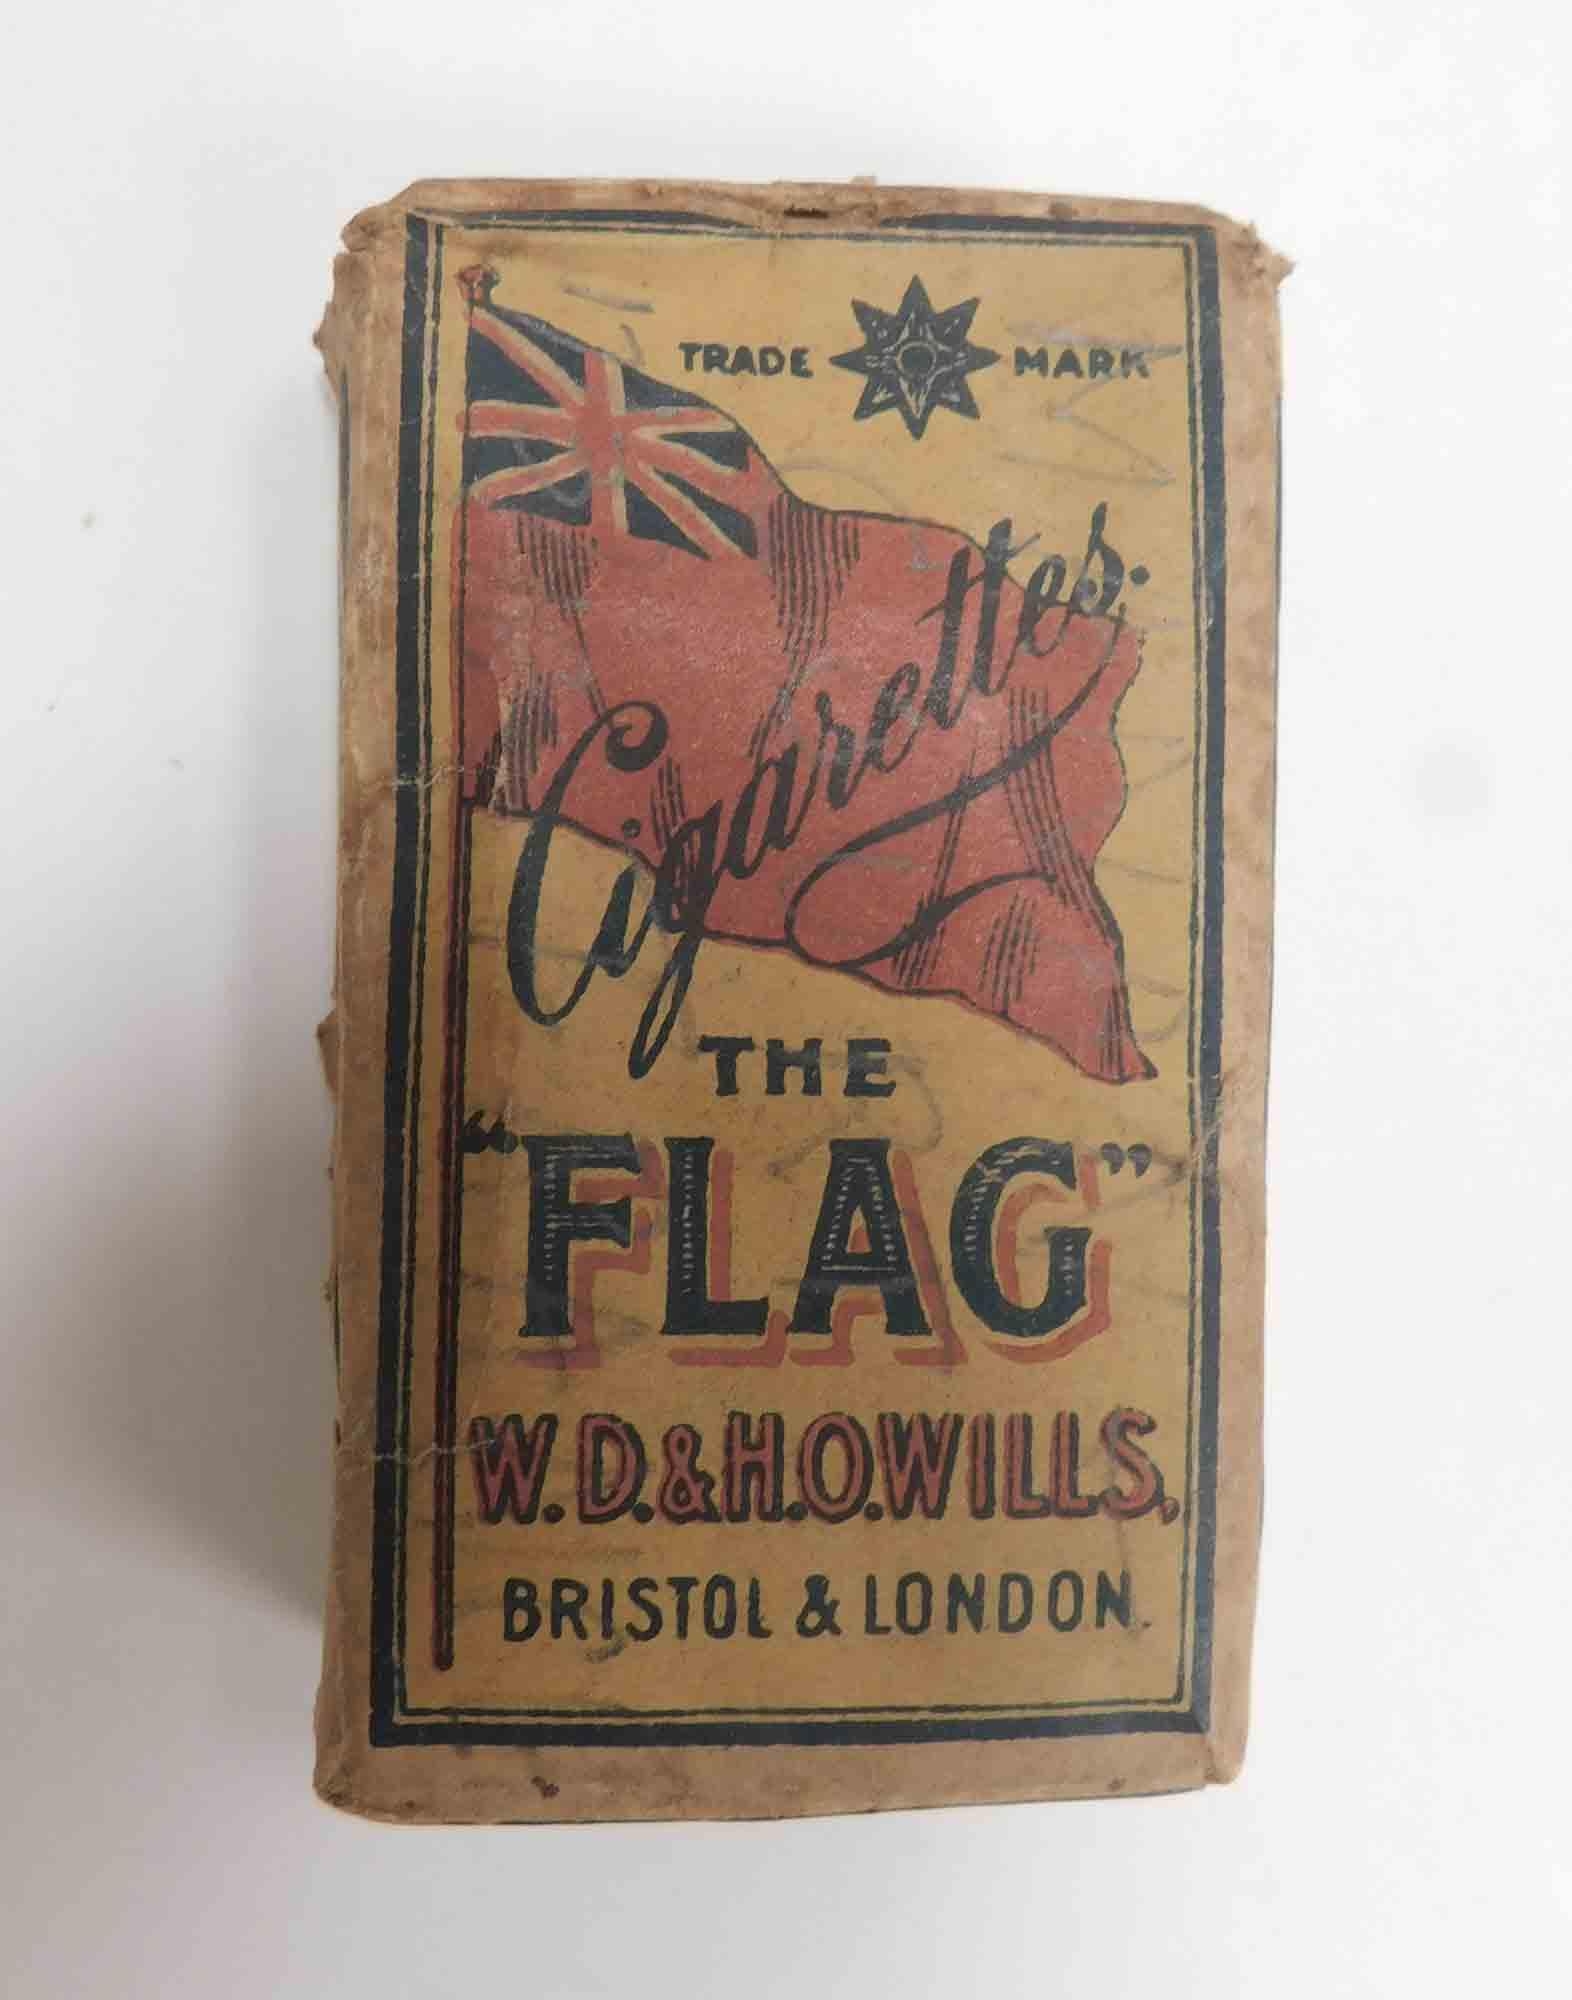 TRADE MARK
Cigarettes.
THE
"FLAG"
W.D.&H.O.WILLS,
BRISTOL & LONDON.